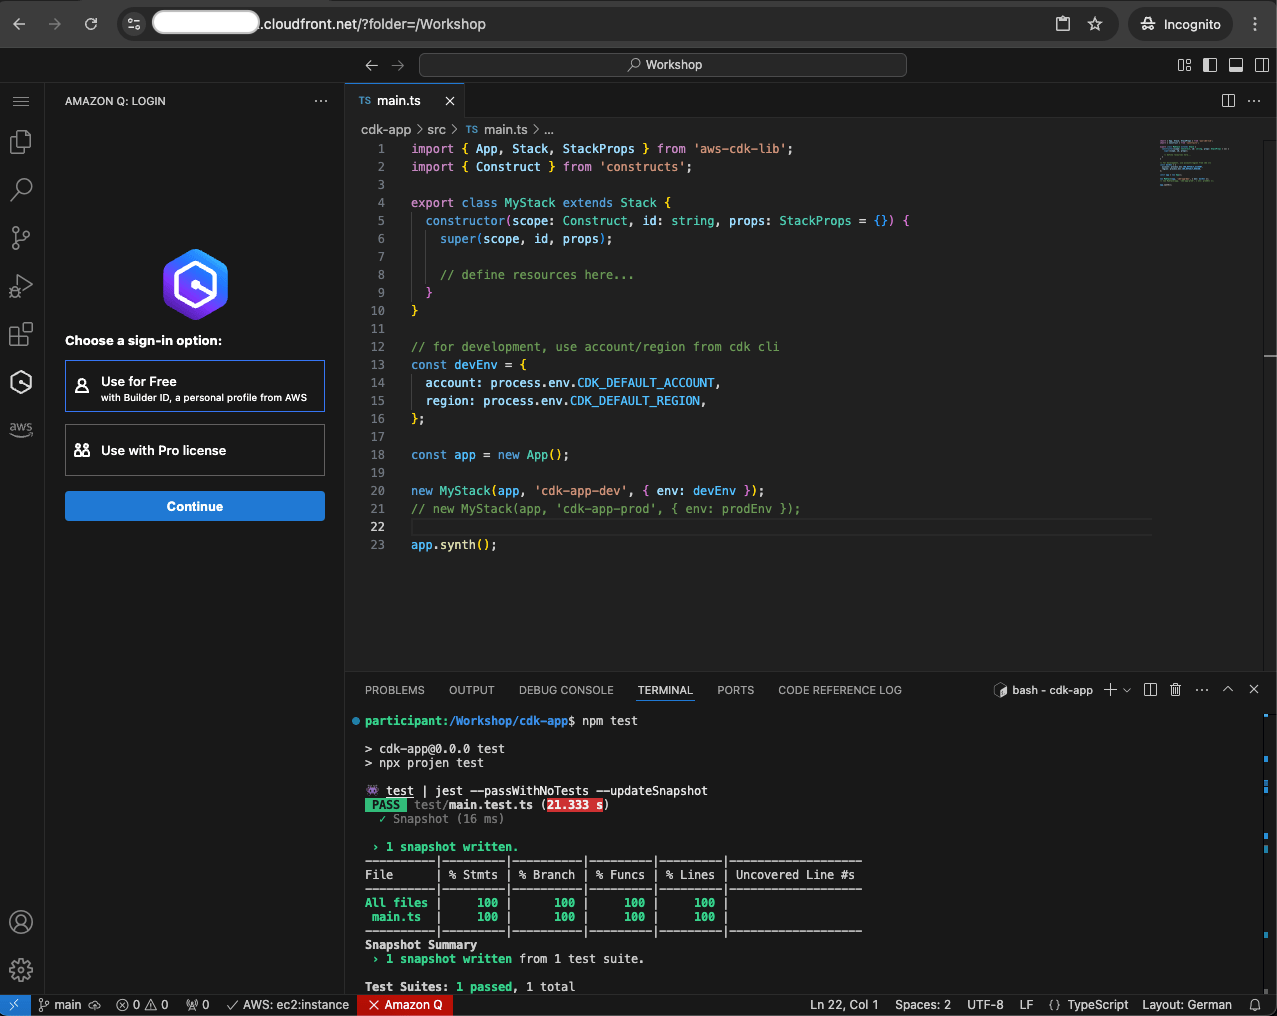 .cloudfront.net/?folder=/Workshop
Incognito
Workshop
AMAZON Q: LOGIN
TS main.ts
cdk-app > src > TS main.ts > ...
1 import { App, Stack, StackProps } from 'aws-cdk-lib';
2 import { Construct } from 'constructs';
3
4 export class MyStack extends Stack {
5 constructor(scope: Construct, id: string, props: StackProps = {}) {
6 super(scope, id, props);
7
8 // define resources here...
9 }
10 }
11
12 // for development, use account/region from cdk cli
13 const devEnv = {
14 account: process.env.CDK_DEFAULT_ACCOUNT,
15 region: process.env.CDK_DEFAULT_REGION,
16 };
17
18 const app = new App();
19
20 new MyStack(app, 'cdk-app-dev', { env: devEnv });
21 // new MyStack(app, 'cdk-app-prod', { env: prodEnv });
22
23 app.synth();
Choose a sign-in option:
Use for Free
with Builder ID, a personal profile from AWS
Use with Pro license
Continue
aws
PROBLEMS OUTPUT DEBUG CONSOLE TERMINAL PORTS CODE REFERENCE LOG
bash - cdk-app
participant:/Workshop/cdk-app$ npm test
> cdk-app@0.0.0 test
> npx projen test
test | jest --passWithNoTests --updateSnapshot
PASS test/main.test.ts (21.333 s)
✓ Snapshot (16 ms)
› 1 snapshot written.
----------|---------|----------|---------|---------|-------------------
File | % Stmts | % Branch | % Funcs | % Lines | Uncovered Line #s
----------|---------|----------|---------|---------|-------------------
All files | 100 | 100 | 100 | 100 |
main.ts | 100 | 100 | 100 | 100 |
----------|---------|----------|---------|---------|-------------------
Snapshot Summary
› 1 snapshot written from 1 test suite.
Test Suites: 1 passed, 1 total
main 0 0 0 AWS: ec2:instance Amazon Q Ln 22, Col 1 Spaces: 2 UTF-8 LF {} TypeScript Layout: German